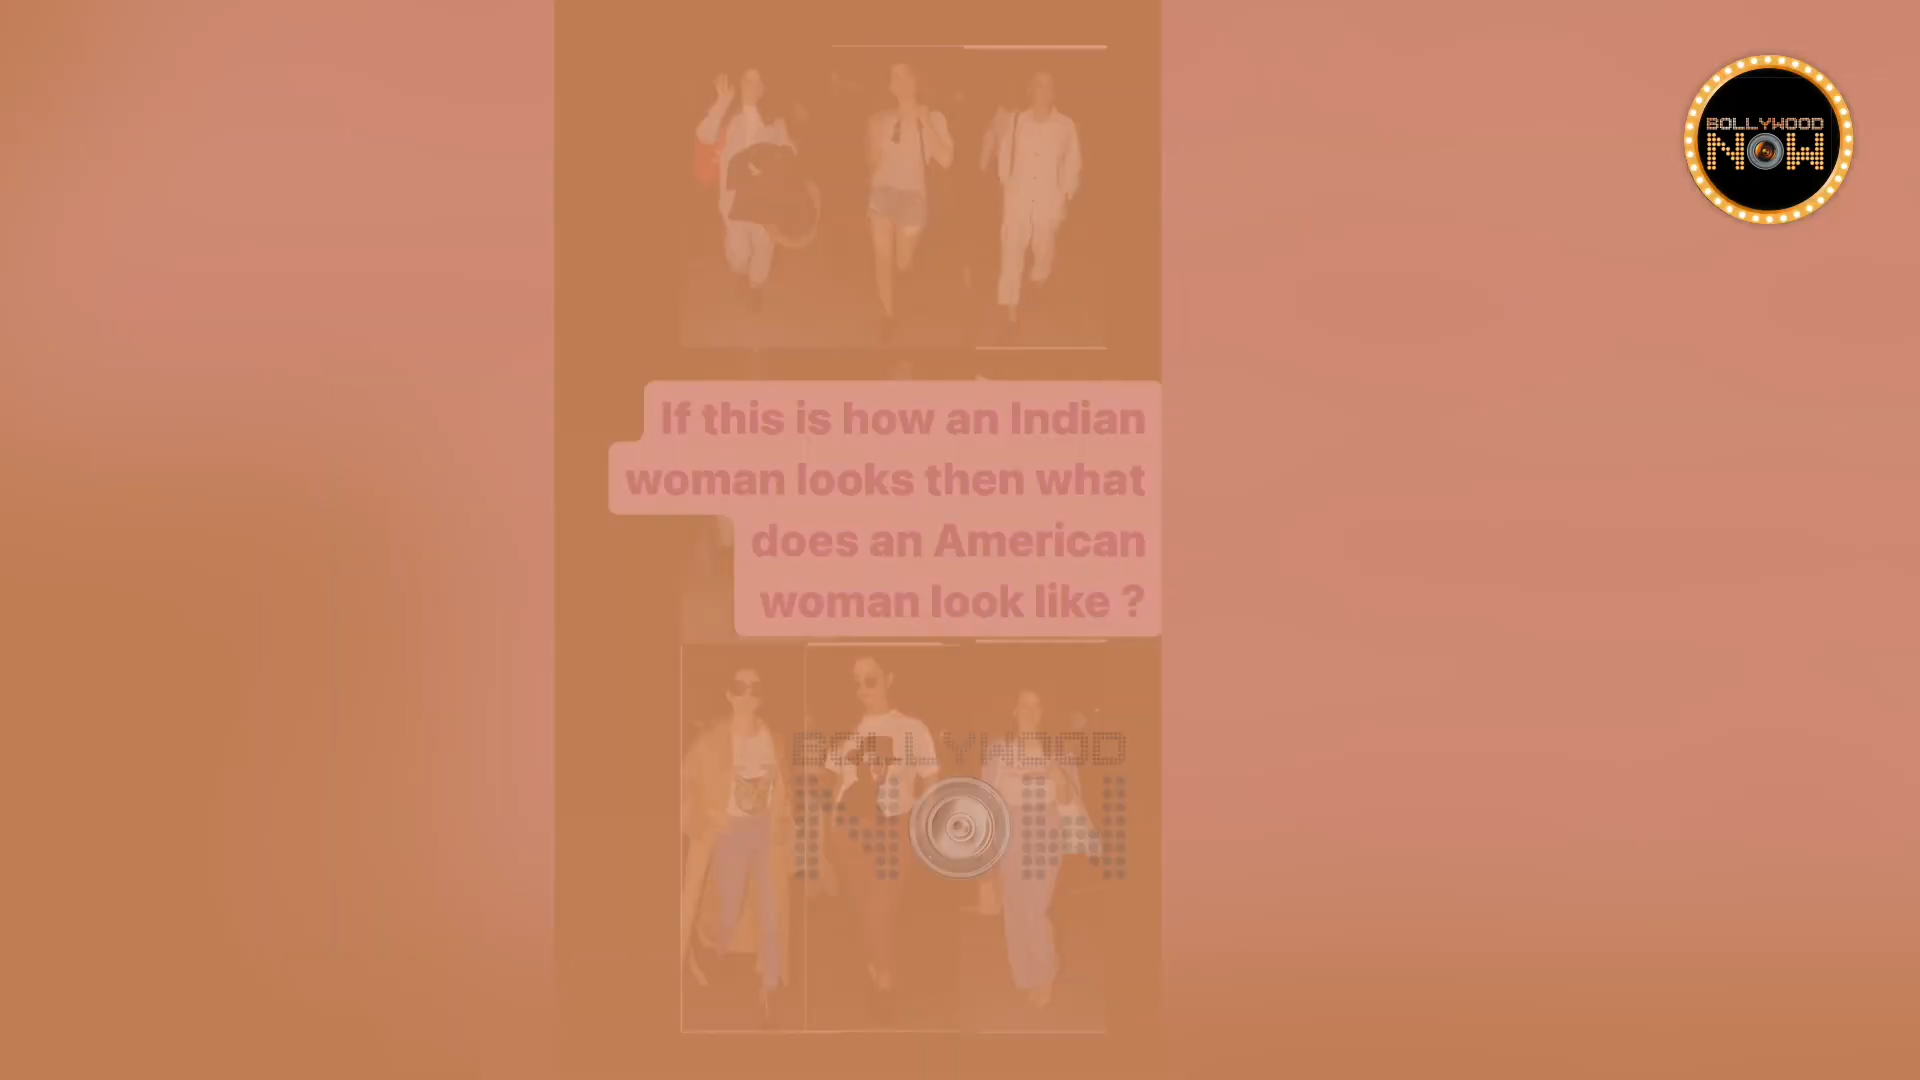 BOLLYWOOD
NOW
If this is how an Indian
woman looks then what
does an American
woman look like ?
BOLLYWOOD
NOW